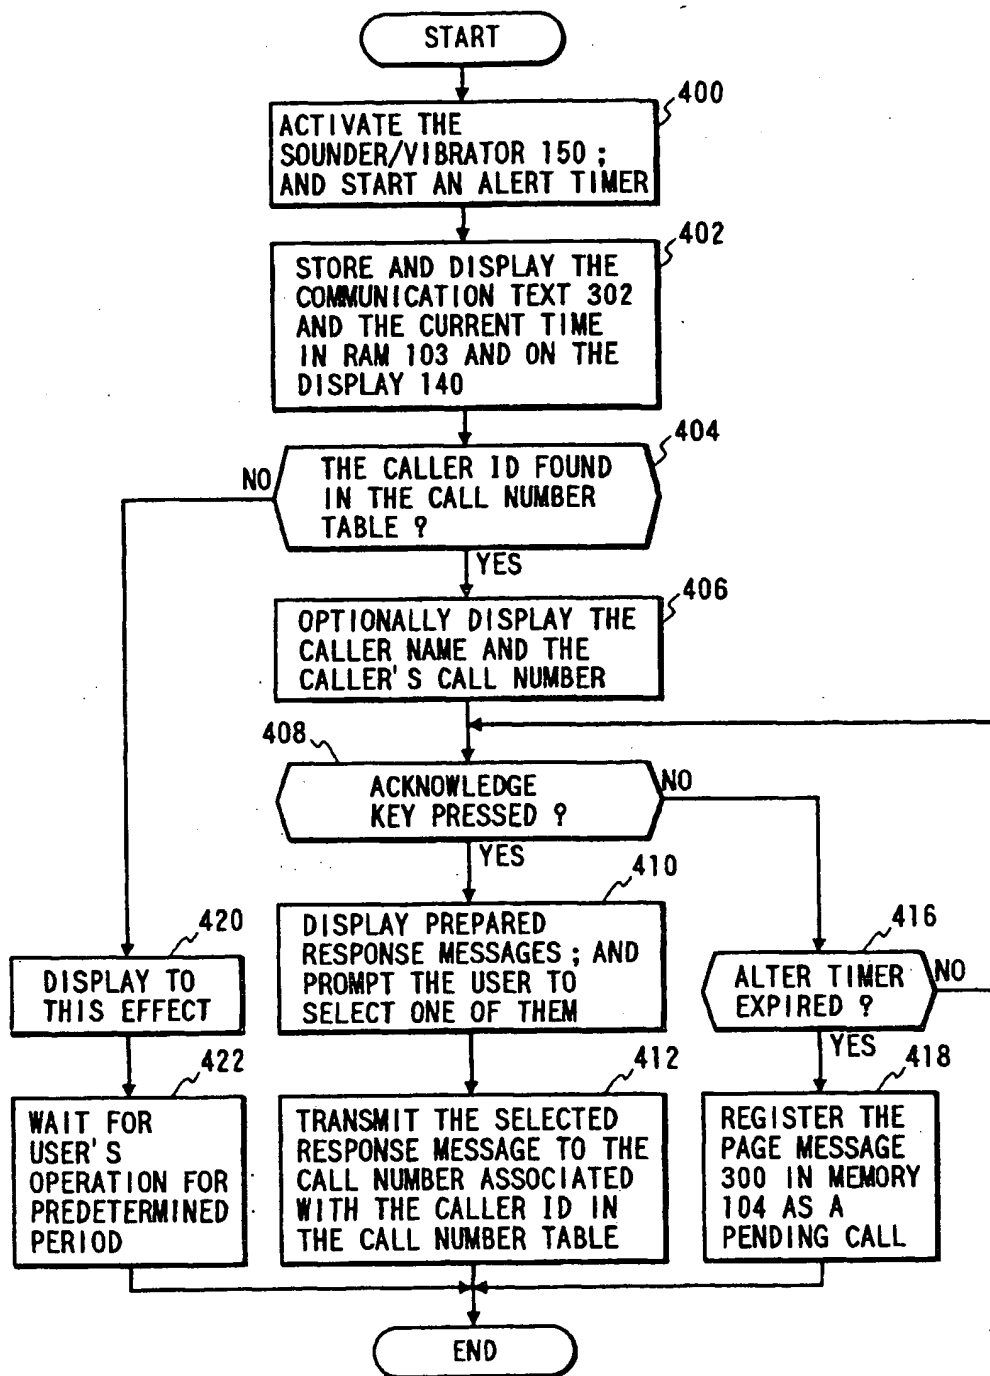 START
400
ACTIVATE THE
SOUNDER/VIBRATOR 150 ;
AND START AN ALERT TIMER
402
STORE AND DISPLAY THE
COMMUNICATION TEXT 302
AND THE CURRENT TIME
IN RAM 103 AND ON THE
DISPLAY 140
404
NO
THE CALLER ID FOUND
IN THE CALL NUMBER
TABLE ?
YES
406
OPTIONALLY DISPLAY THE
CALLER NAME AND THE
CALLER'S CALL NUMBER
408
ACKNOWLEDGE
KEY PRESSED ?
NO
YES
410
DISPLAY PREPARED
RESPONSE MESSAGES ; AND
PROMPT THE USER TO
SELECT ONE OF THEM
416
ALTER TIMER
EXPIRED ?
NO
YES
420
DISPLAY TO
THIS EFFECT
422
WAIT FOR
USER'S
OPERATION FOR
PREDETERMINED
PERIOD
412
TRANSMIT THE SELECTED
RESPONSE MESSAGE TO THE
CALL NUMBER ASSOCIATED
WITH THE CALLER ID IN
THE CALL NUMBER TABLE
418
REGISTER THE
PAGE MESSAGE
300 IN MEMORY
104 AS A
PENDING CALL
END